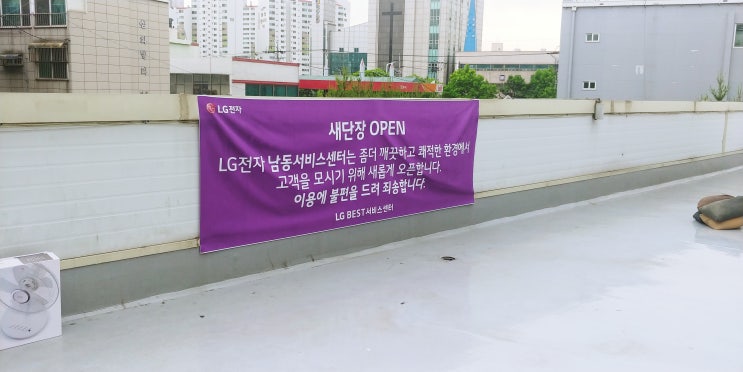 LG전자
새단장 OPEN
LG전자 남동서비스센터는 좀더 깨끗하고 쾌적한 환경에서
고객을 모시기 위해 새롭게 오픈합니다.
이용에 불편을 드려 죄송합니다.
LG BEST서비스센터